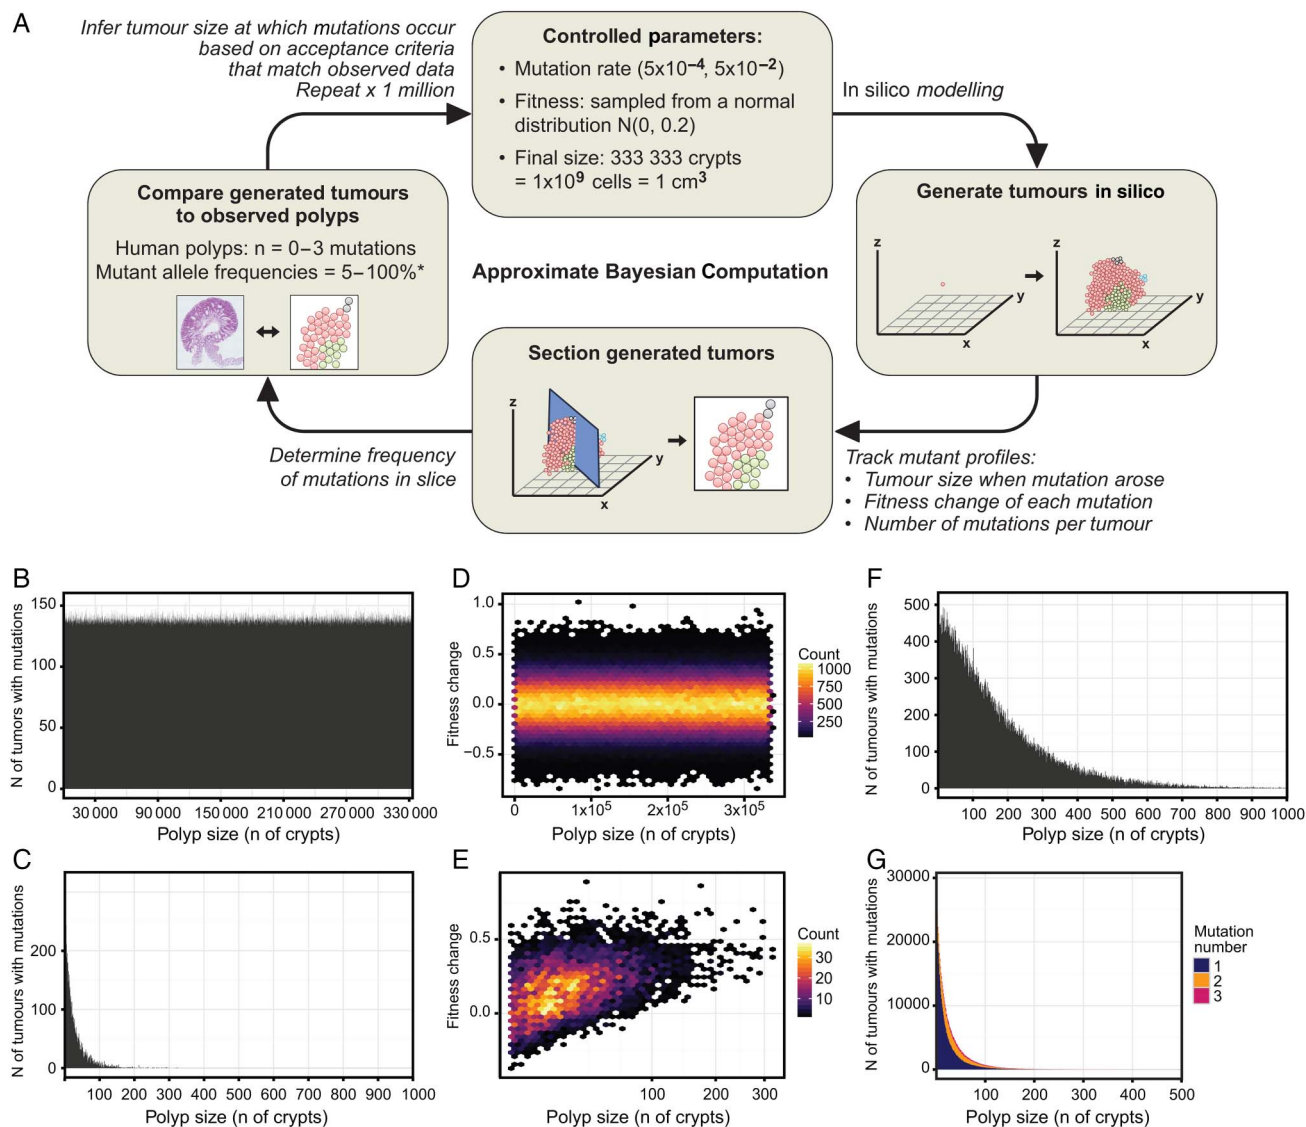 A
Infer tumour size at which mutations occur
based on acceptance criteria
that match observed data
Repeat x 1 million
Controlled parameters:
• Mutation rate (5x10⁻⁴, 5x10⁻²)
• Fitness: sampled from a normal
distribution N(0, 0.2)
• Final size: 333 333 crypts
= 1x10⁹ cells = 1 cm³
In silico modelling
Compare generated tumours
to observed polyps
Human polyps: n = 0–3 mutations
Mutant allele frequencies = 5–100%*
Approximate Bayesian Computation
Generate tumours in silico
z
y
x
z
y
x
Section generated tumors
z
y
x
Determine frequency
of mutations in slice
Track mutant profiles:
• Tumour size when mutation arose
• Fitness change of each mutation
• Number of mutations per tumour
B
N of tumours with mutations
150
100
50
0
30 000 90 000 150 000 210 000 270 000 330 000
Polyp size (n of crypts)
D
Fitness change
1.0
0.5
0.0
−0.5
0 1x10⁵ 2x10⁵ 3x10⁵
Polyp size (n of crypts)
Count
1000
750
500
250
F
N of tumours with mutations
500
400
300
200
100
0
100 200 300 400 500 600 700 800 900 1000
Polyp size (n of crypts)
C
N of tumours with mutations
200
100
0
100 200 300 400 500 600 700 800 900 1000
Polyp size (n of crypts)
E
Fitness change
0.5
0.0
100 200 300
Polyp size (n of crypts)
Count
30
20
10
G
N of tumours with mutations
30000
20000
10000
0
100 200 300 400 500
Polyp size (n of crypts)
Mutation
number
1
2
3